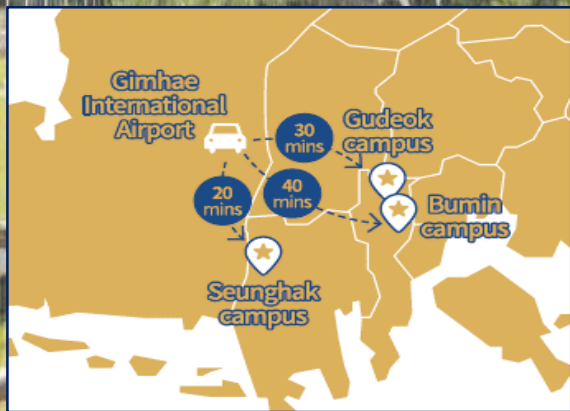 Gimhae
International
Airport
30
mins
Gudeok
campus
20
mins
40
mins
Bumin
campus
Seunghak
campus